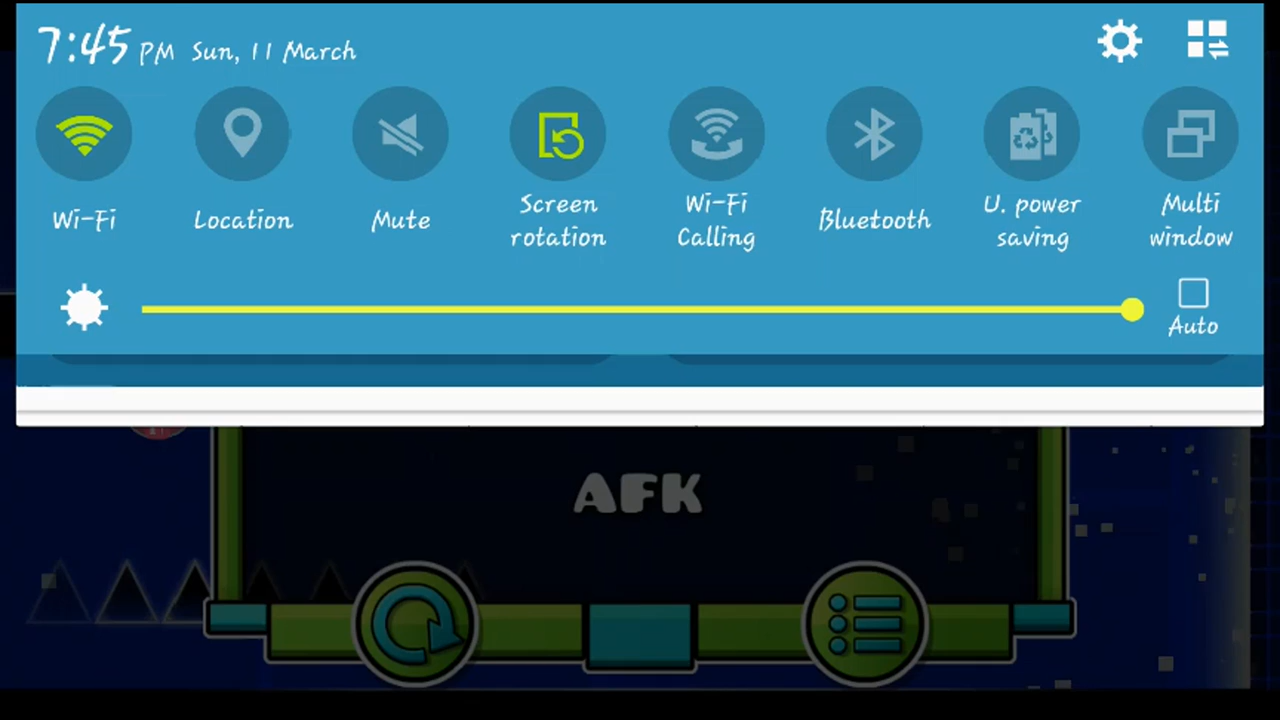 7:45 PM Sun, 11 March
Wi-Fi
Location
Mute
Screen
rotation
Wi-Fi
Calling
Bluetooth
U. power
saving
Multi
window
Auto
AFK